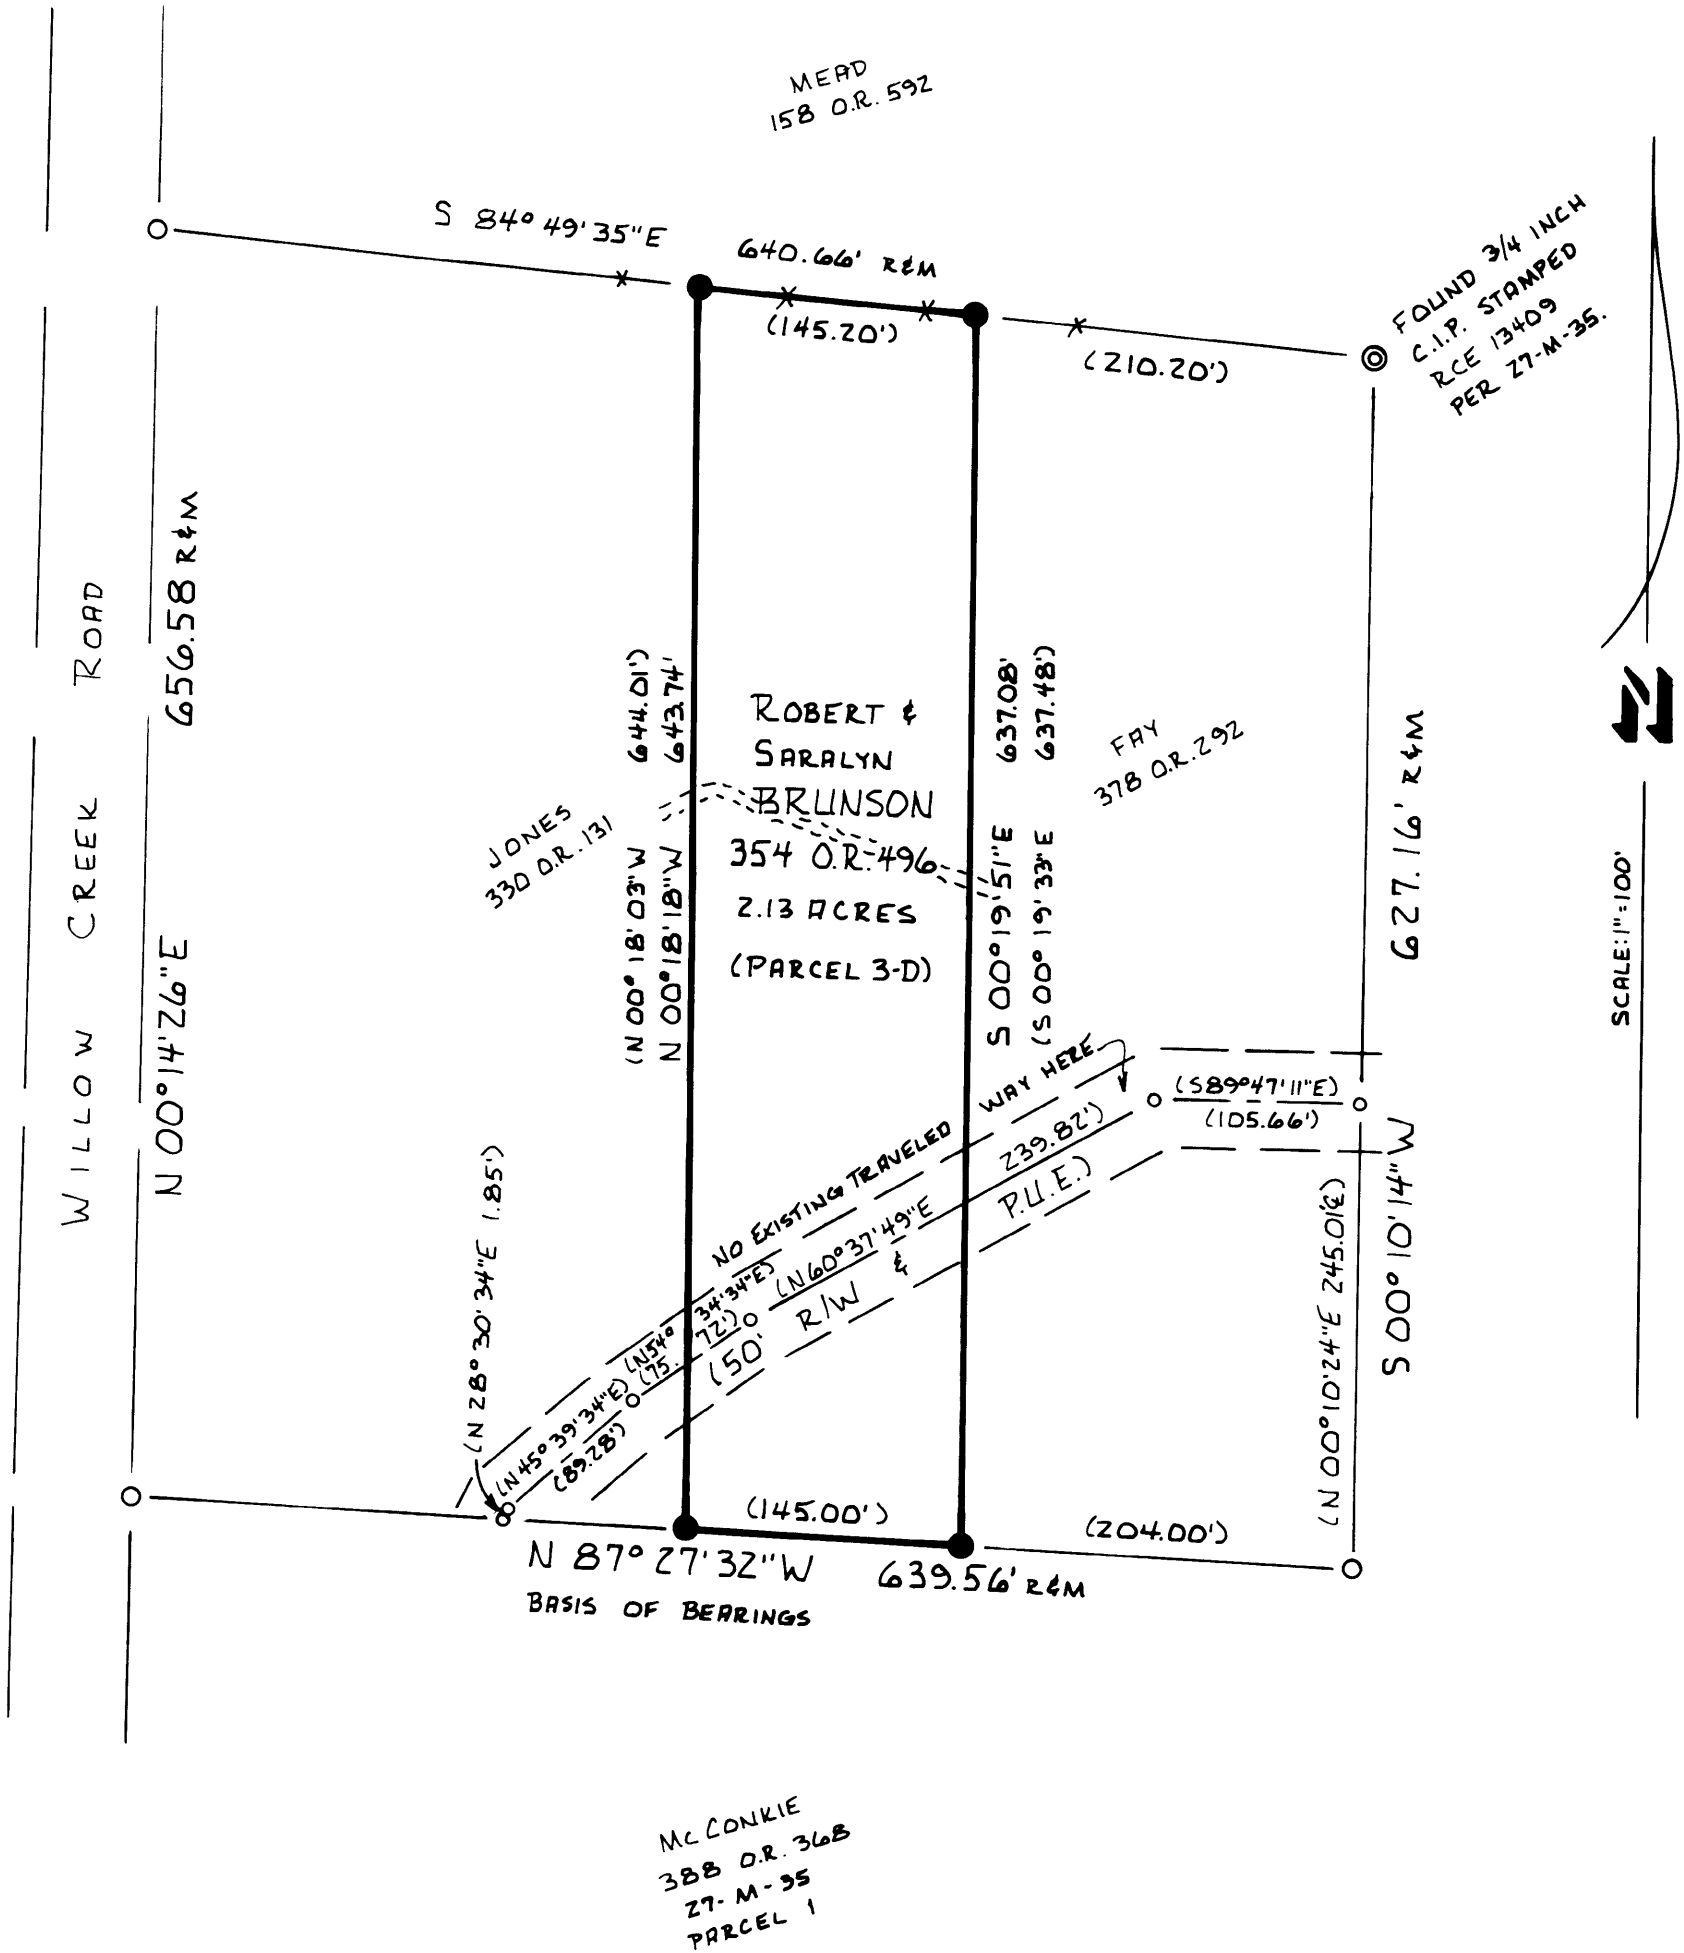 MEAD
158 O.R. 592
S 84° 49' 35" E
640.66' R&M
(145.20')
(210.20')
FOUND 3/4 INCH
C.I.P. STAMPED
RCE 13409
PER 27-M-35.
WILLOW CREEK ROAD
N 00°14'26"E
656.58 R&M
JONES
330 O.R. 131
(N 00° 18' 03" W 644.01')
N 00° 18' 18" W 643.74'
ROBERT &
SARALYN
BRUNSON
354 O.R. 496
2.13 ACRES
(PARCEL 3-D)
S 00° 19' 51" E 637.08'
(S 00° 19' 33" E 637.48')
FAY
378 O.R. 292
627.16' R&M
S 00° 10' 14" W
SCALE: 1"=100'
NO EXISTING TRAVELED WAY HERE
(S89°47'11"E)
(105.66')
(N60°37'49"E 239.82')
(50' R/W & P.U.E.)
(N54° 34'34"E)
(75.72')
(N45°39'34"E)
(89.28')
(N 28° 30' 34"E 1.85')
(N 00°10'24"E 245.01'℄)
(145.00')
(204.00')
N 87° 27' 32" W 639.56' R&M
BASIS OF BEARINGS
McCONKIE
388 O.R. 368
27-M-35
PARCEL 1